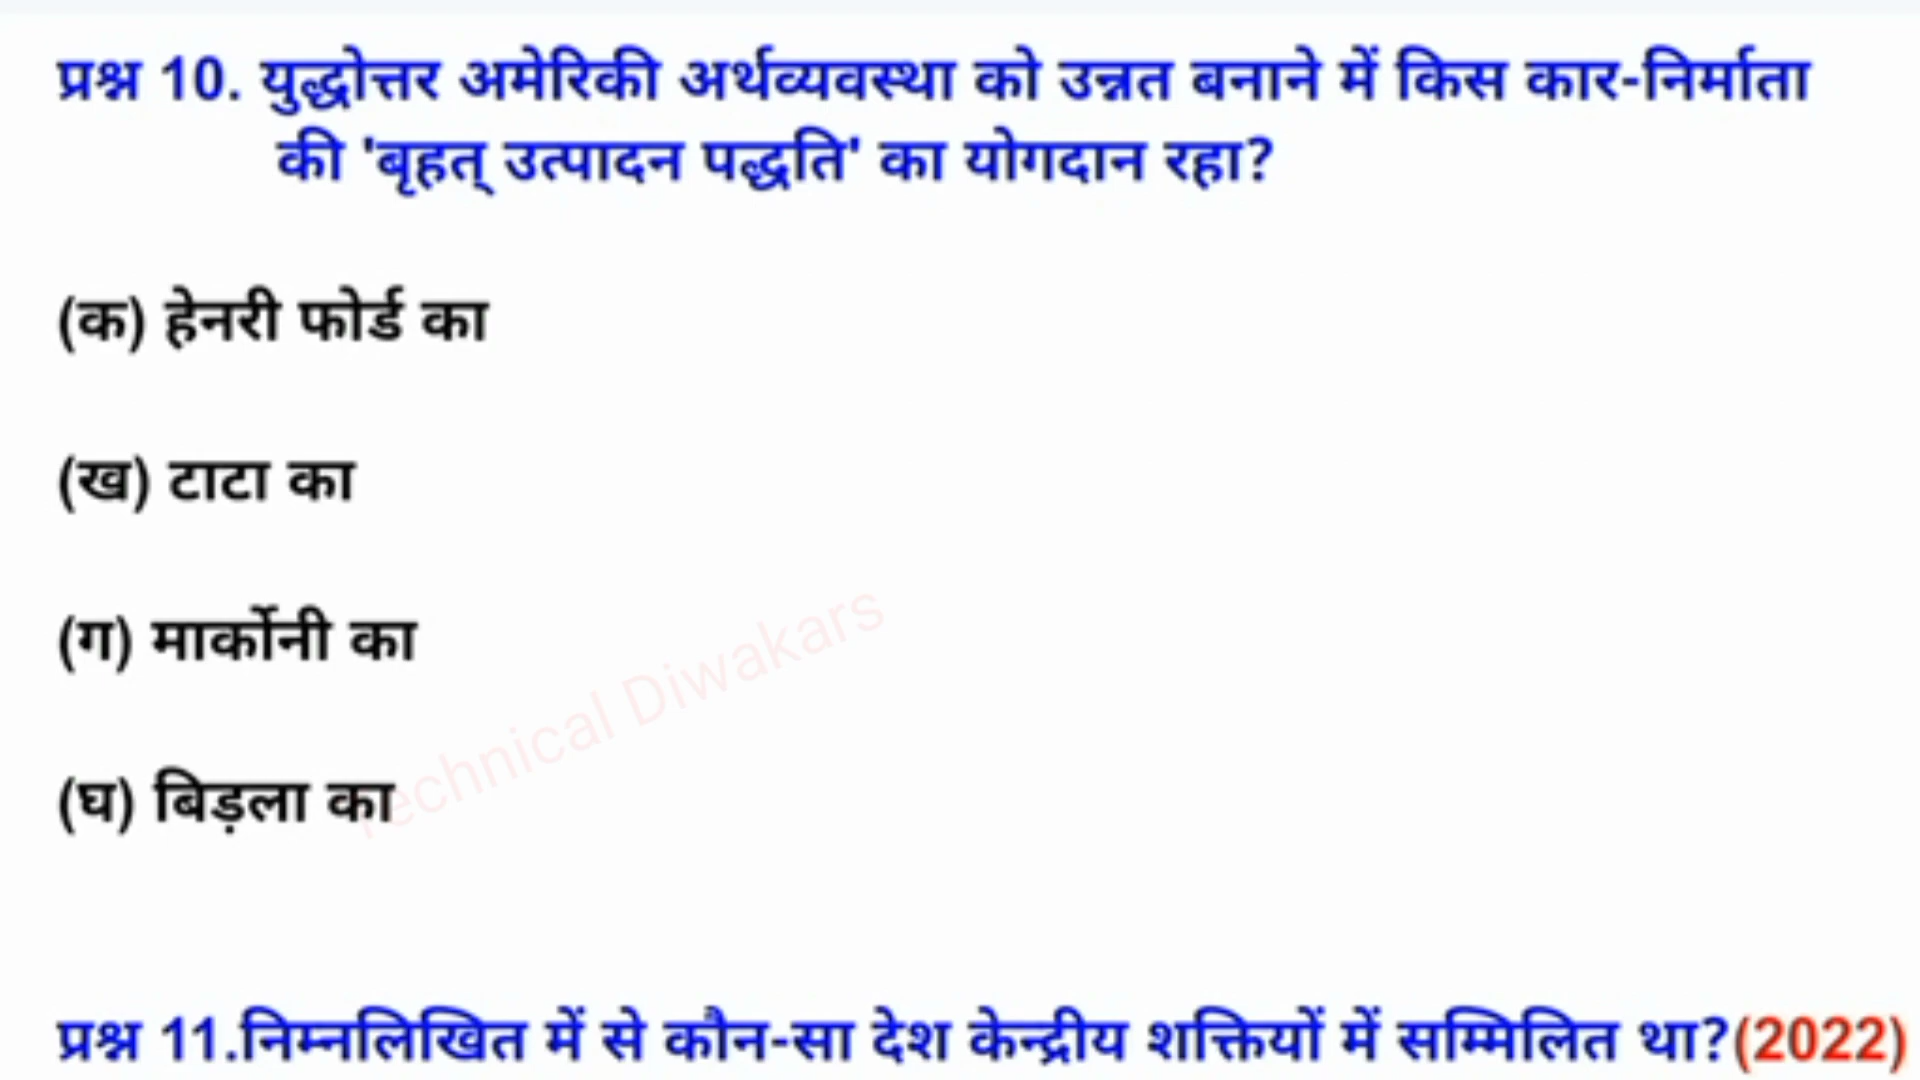 प्रश्न 10. युद्धोत्तर अमेरिकी अर्थव्यवस्था को उन्नत बनाने में किस कार-निर्माता
की 'बृहत् उत्पादन पद्धति' का योगदान रहा?
(क) हेनरी फोर्ड का
(ख) टाटा का
(ग) मार्कोनी का
(घ) बिड़ला का
Technical Diwakars
प्रश्न 11.निम्नलिखित में से कौन-सा देश केन्द्रीय शक्तियों में सम्मिलित था?(2022)